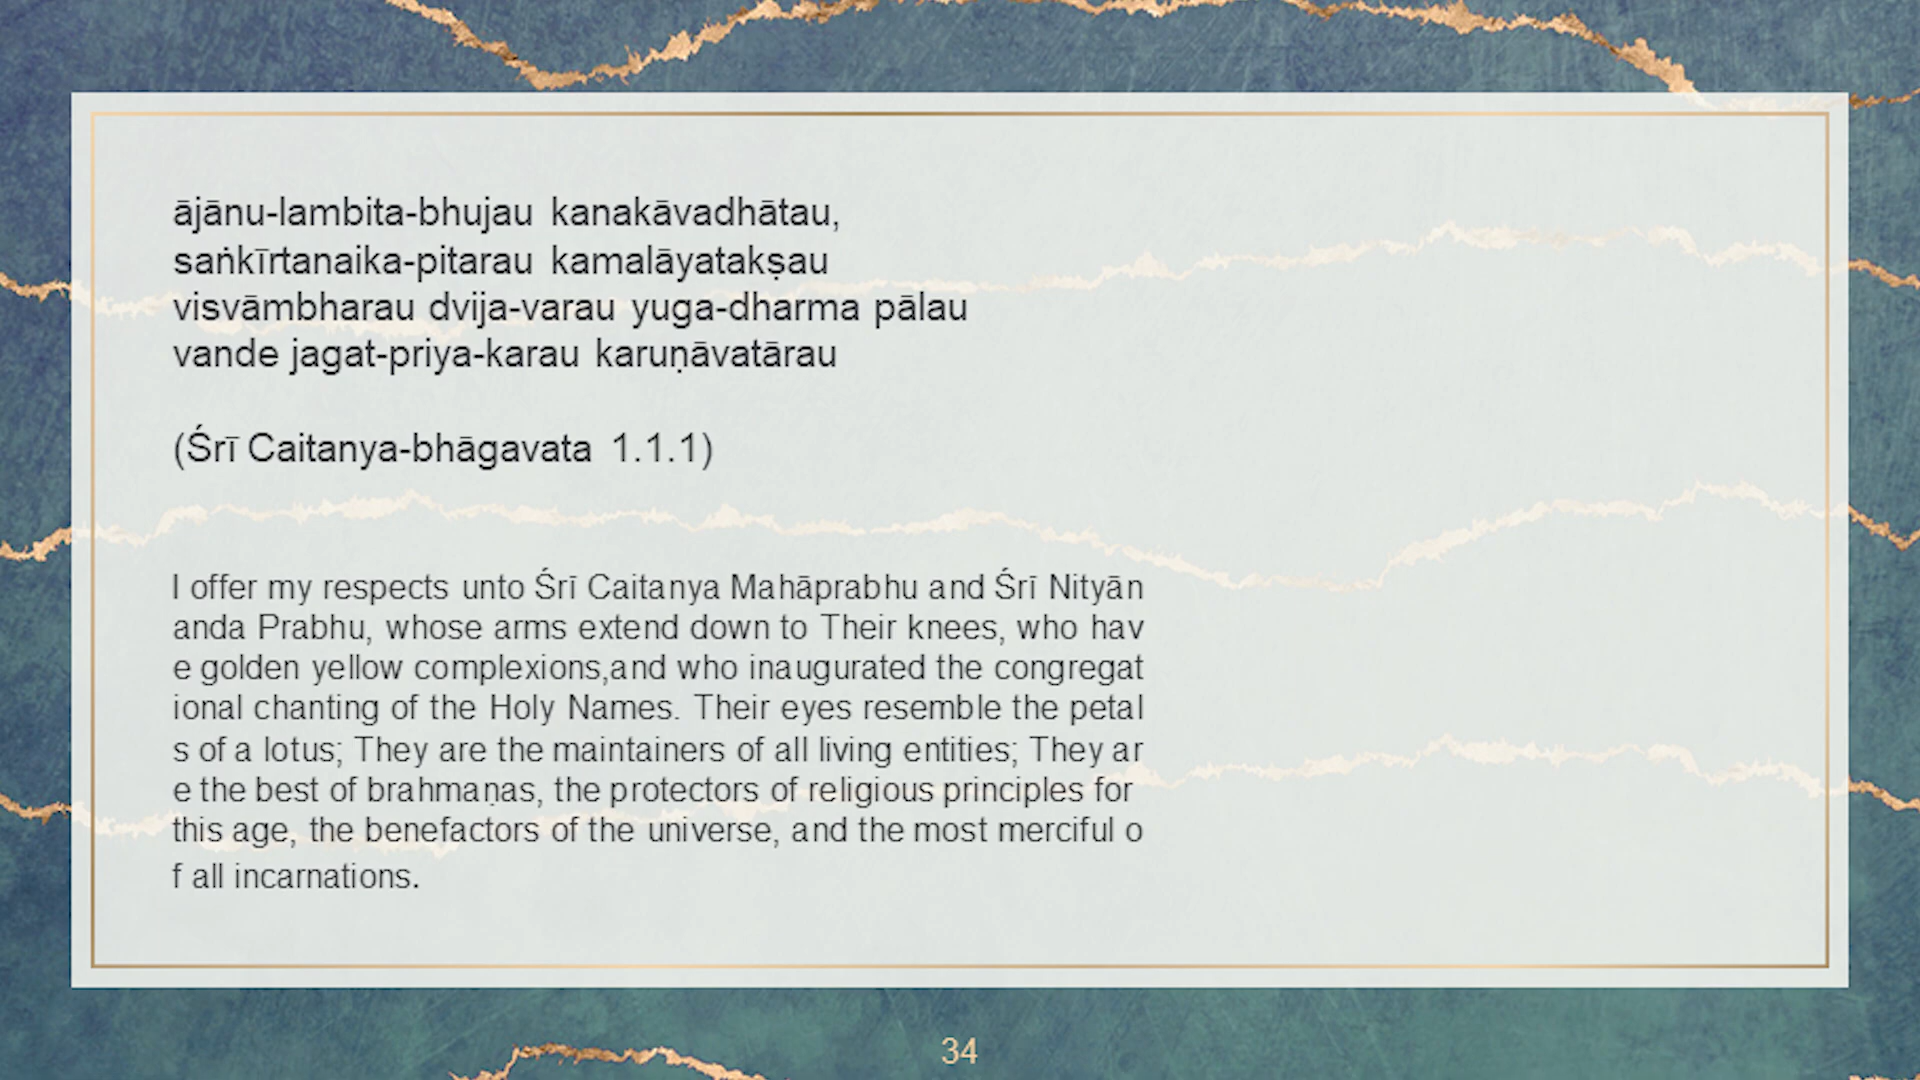 ājānu-lambita-bhujau kanakāvadhātau,
saṅkīrtanaika-pitarau kamalāyatakṣau
visvāmbharau dvija-varau yuga-dharma pālau
vande jagat-priya-karau karuṇāvatārau
(Śrī Caitanya-bhāgavata 1.1.1)
I offer my respects unto Śrī Caitanya Mahāprabhu and Śrī Nityān
anda Prabhu, whose arms extend down to Their knees, who hav
e golden yellow complexions,and who inaugurated the congregat
ional chanting of the Holy Names. Their eyes resemble the petal
s of a lotus; They are the maintainers of all living entities; They ar
e the best of brahmaṇas, the protectors of religious principles for
this age, the benefactors of the universe, and the most merciful o
f all incarnations.
34